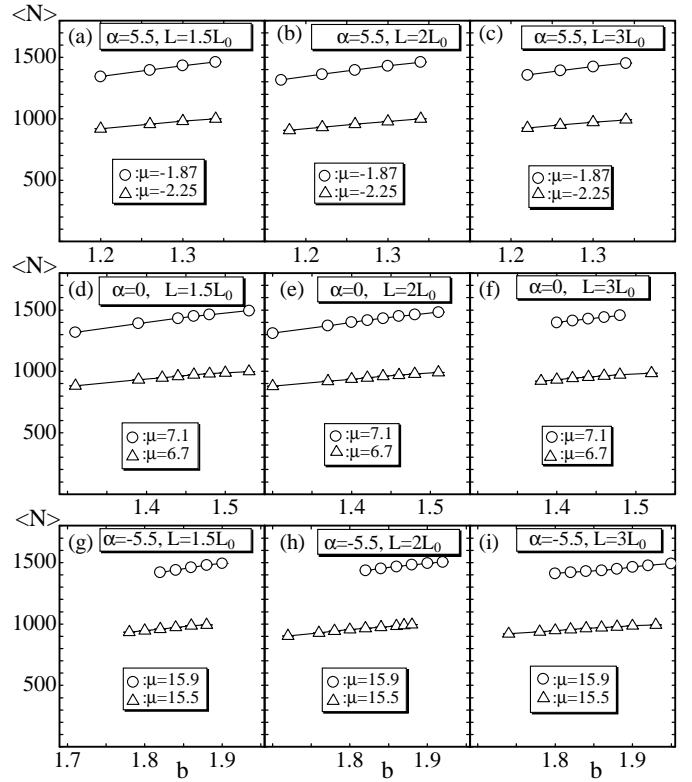 <N>
(a) α=5.5, L=1.5L0
(b) α=5.5, L=2L0
(c) α=5.5, L=3L0
1500
1000
500
○:μ=-1.87
△:μ=-2.25
○:μ=-1.87
△:μ=-2.25
○:μ=-1.87
△:μ=-2.25
1.2 1.3 1.2 1.3 1.2 1.3
<N>
(d) α=0, L=1.5L0
(e) α=0, L=2L0
(f) α=0, L=3L0
1500
1000
500
○:μ=7.1
△:μ=6.7
○:μ=7.1
△:μ=6.7
○:μ=7.1
△:μ=6.7
1.4 1.5 1.4 1.5 1.4 1.5
<N>
(g) α=-5.5, L=1.5L0
(h) α=-5.5, L=2L0
(i) α=-5.5, L=3L0
1500
1000
500
○:μ=15.9
△:μ=15.5
○:μ=15.9
△:μ=15.5
○:μ=15.9
△:μ=15.5
1.7 1.8 1.9 1.8 1.9 1.8 1.9
b b b